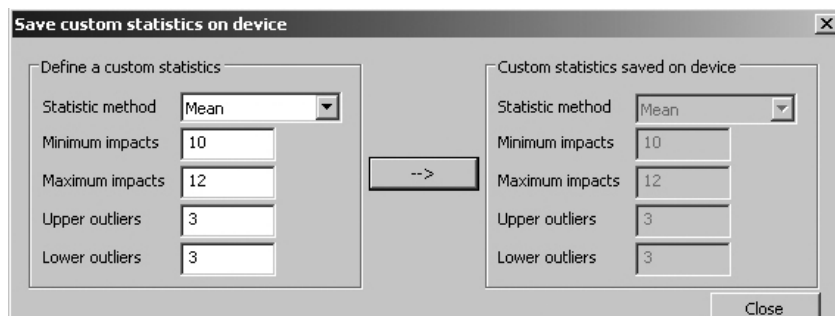 Save custom statistics on device
Define a custom statistics
Statistic method Mean
Minimum impacts 10
Maximum impacts 12
Upper outliers 3
Lower outliers 3
-->
Custom statistics saved on device
Statistic method Mean
Minimum impacts 10
Maximum impacts 12
Upper outliers 3
Lower outliers 3
Close